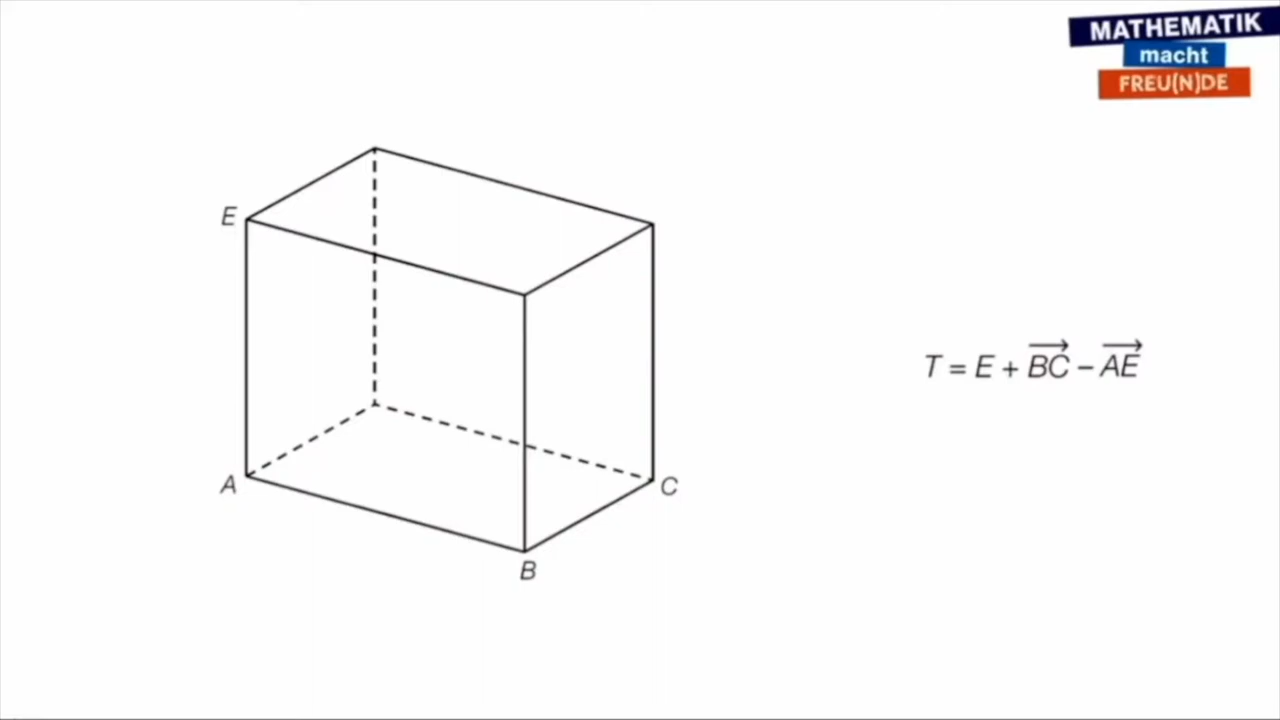 MATHEMATIK
macht
FREU(N)DE
E
T = E + \overrightarrow{BC} − \overrightarrow{AE}
A
C
B